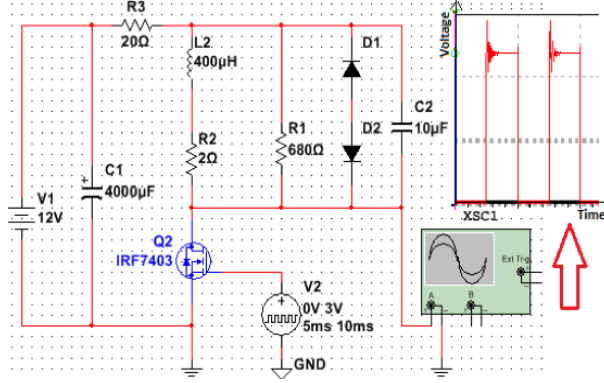 R3
20Ω
L2
400μH
D1
Voltage
R2
2Ω
R1
680Ω
D2
C2
10μF
+
C1
4000μF
V1
12V
XSC1
Time
Q2
IRF7403
V2
0V 3V
5ms 10ms
GND
Ext Trig
A
B